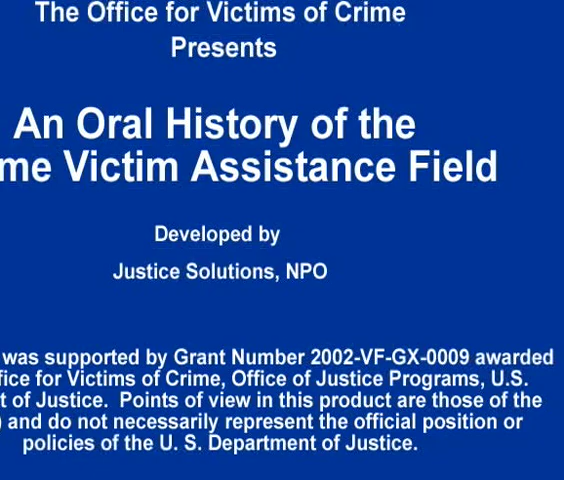 The Office for Victims of Crime
Presents
An Oral History of the
me Victim Assistance Field
Developed by
Justice Solutions, NPO
was supported by Grant Number 2002-VF-GX-0009 awarded
fice for Victims of Crime, Office of Justice Programs, U.S.
t of Justice. Points of view in this product are those of the
) and do not necessarily represent the official position or
policies of the U. S. Department of Justice.